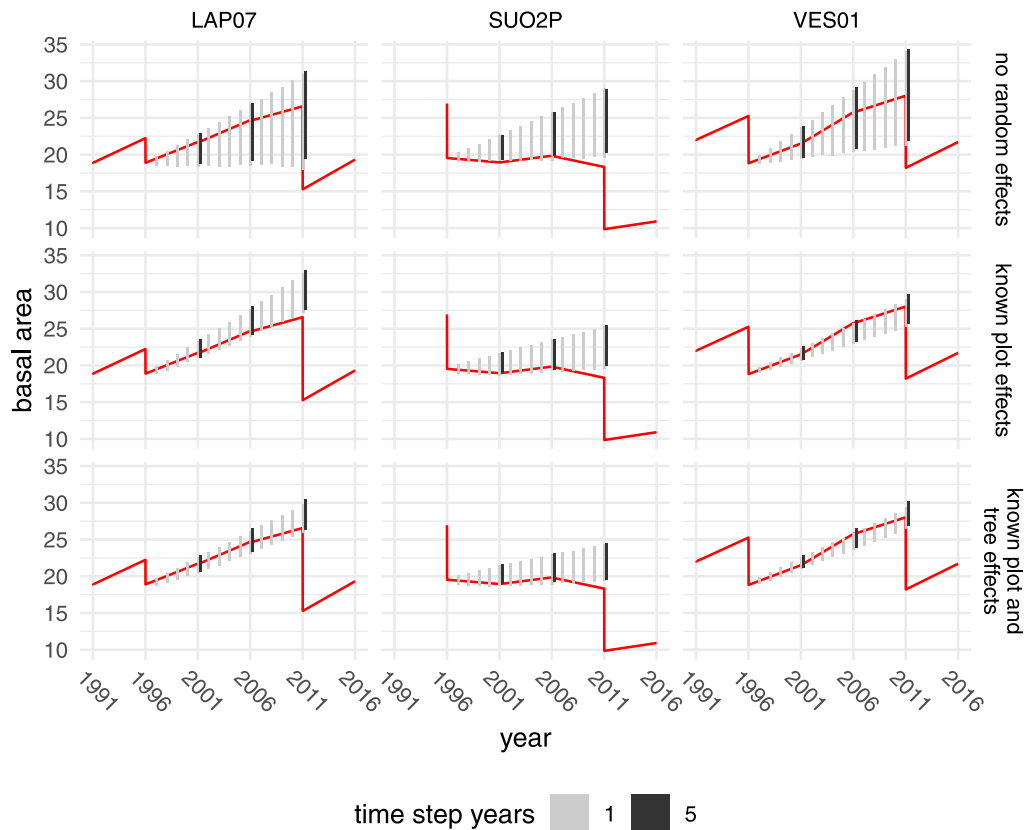 LAP07 SUO2P VES01
35
30
25
20
15
10
no random effects
35
30
25
20
15
10
known plot effects
35
30
25
20
15
10
known plot and
tree effects
basal area
1991 1996 2001 2006 2011 2016 1991 1996 2001 2006 2011 2016 1991 1996 2001 2006 2011 2016
year
time step years 1 5